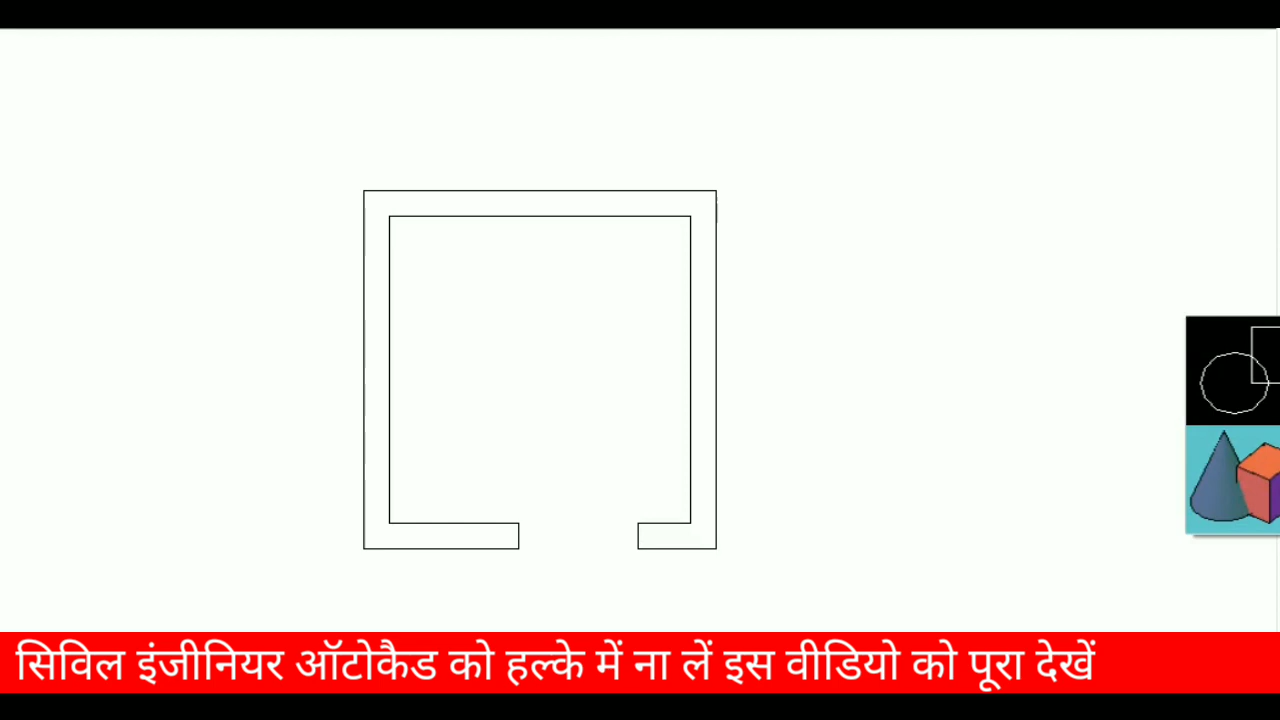 सिविल इंजीनियर ऑटोकैड को हल्के में ना लें इस वीडियो को पूरा देखें